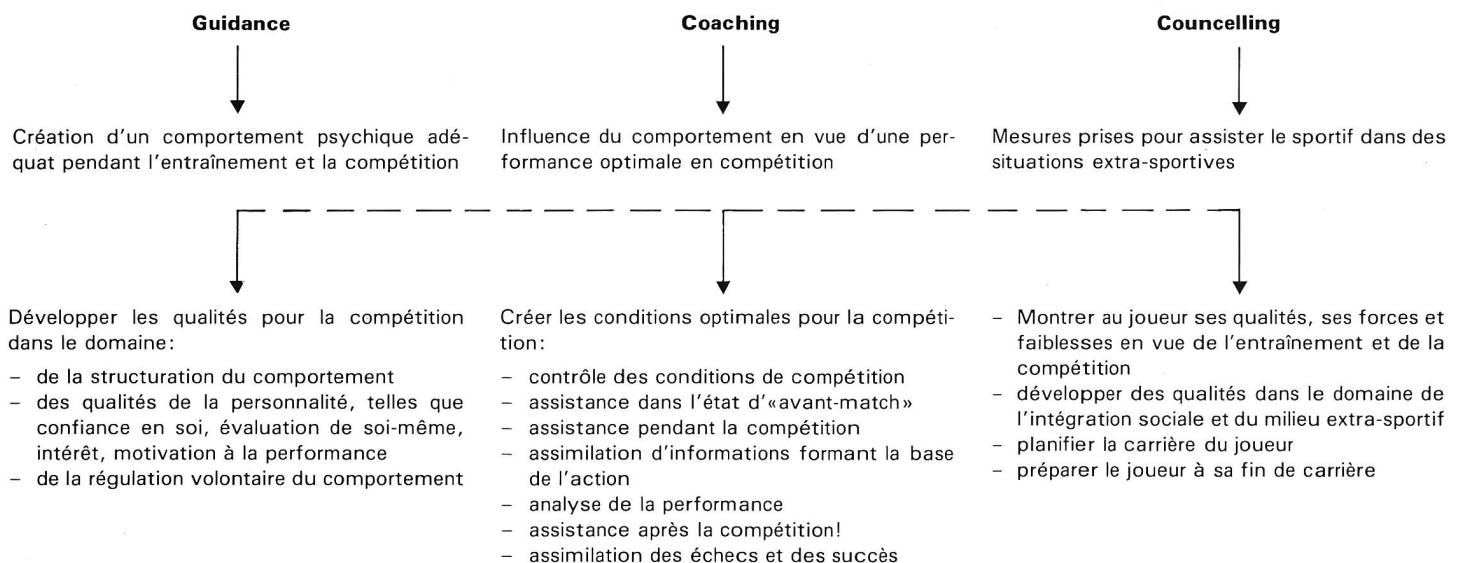 Guidance
Création d'un comportement psychique adé-
quat pendant l'entraînement et la compétition
Développer les qualités pour la compétition
dans le domaine:
– de la structuration du comportement
– des qualités de la personnalité, telles que
confiance en soi, évaluation de soi-même,
intérêt, motivation à la performance
– de la régulation volontaire du comportement
Coaching
Influence du comportement en vue d'une per-
formance optimale en compétition
Créer les conditions optimales pour la compéti-
tion:
– contrôle des conditions de compétition
– assistance dans l'état d'«avant-match»
– assistance pendant la compétition
– assimilation d'informations formant la base
de l'action
– analyse de la performance
– assistance après la compétition!
– assimilation des échecs et des succès
Councelling
Mesures prises pour assister le sportif dans des
situations extra-sportives
– Montrer au joueur ses qualités, ses forces et
faiblesses en vue de l'entraînement et de la
compétition
– développer des qualités dans le domaine de
l'intégration sociale et du milieu extra-sportif
– planifier la carrière du joueur
– préparer le joueur à sa fin de carrière